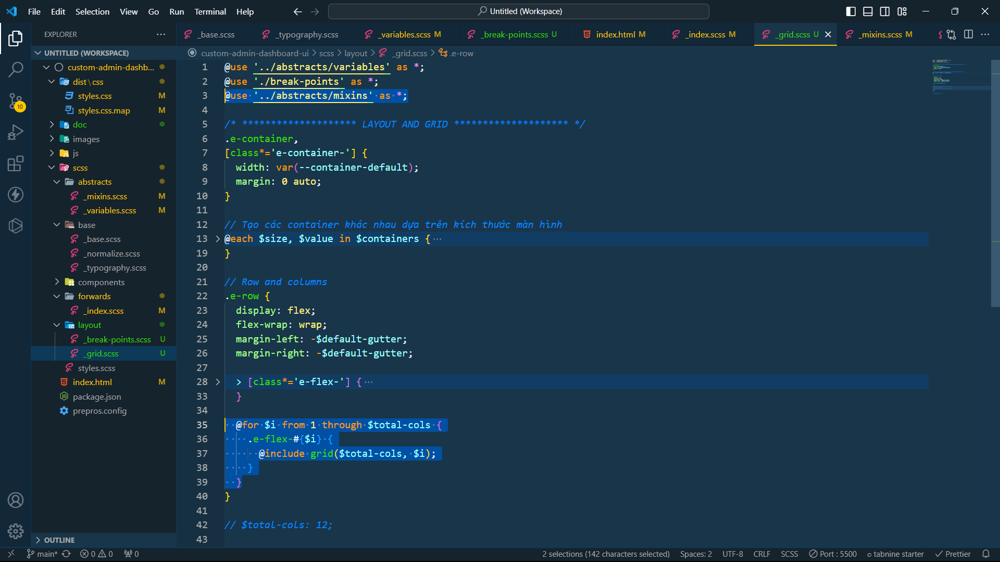 File Edit Selection View Go Run Terminal Help
Untitled (Workspace)
EXPLORER
UNTITLED (WORKSPACE)
custom-admin-dashb...
dist\css
styles.css M
styles.css.map M
doc
images
js
scss
abstracts
_mixins.scss M
_variables.scss M
base
_base.scss
_normalize.scss
_typography.scss
components
forwards
_index.scss M
layout
_break-points.scss U
_grid.scss U
styles.scss
index.html M
package.json
prepros.config
OUTLINE
10
_base.scss _typography.scss _variables.scss M _break-points.scss U index.html M _index.scss M _grid.scss U _mixins.scss M
custom-admin-dashboard-ui > scss > layout > _grid.scss > .e-row
1 @use '../abstracts/variables' as *;
2 @use './break-points' as *;
3 @use '../abstracts/mixins' as *;
4
5 /* ******************** LAYOUT AND GRID ******************** */
6 .e-container,
7 [class*='e-container-'] {
8 width: var(--container-default);
9 margin: 0 auto;
10 }
11
12 // Tạo các container khác nhau dựa trên kích thước màn hình
13 @each $size, $value in $containers { ...
19 }
20
21 // Row and columns
22 .e-row {
23 display: flex;
24 flex-wrap: wrap;
25 margin-left: -$default-gutter;
26 margin-right: -$default-gutter;
27
28 > [class*='e-flex-'] { ...
33 }
34
35 @for $i from 1 through $total-cols {
36 .e-flex-#{$i} {
37 @include grid($total-cols, $i);
38 }
39 }
40 }
41
42 // $total-cols: 12;
43
main* 0 0 0 2 selections (142 characters selected) Spaces: 2 UTF-8 CRLF SCSS Port : 5500 tabnine starter Prettier